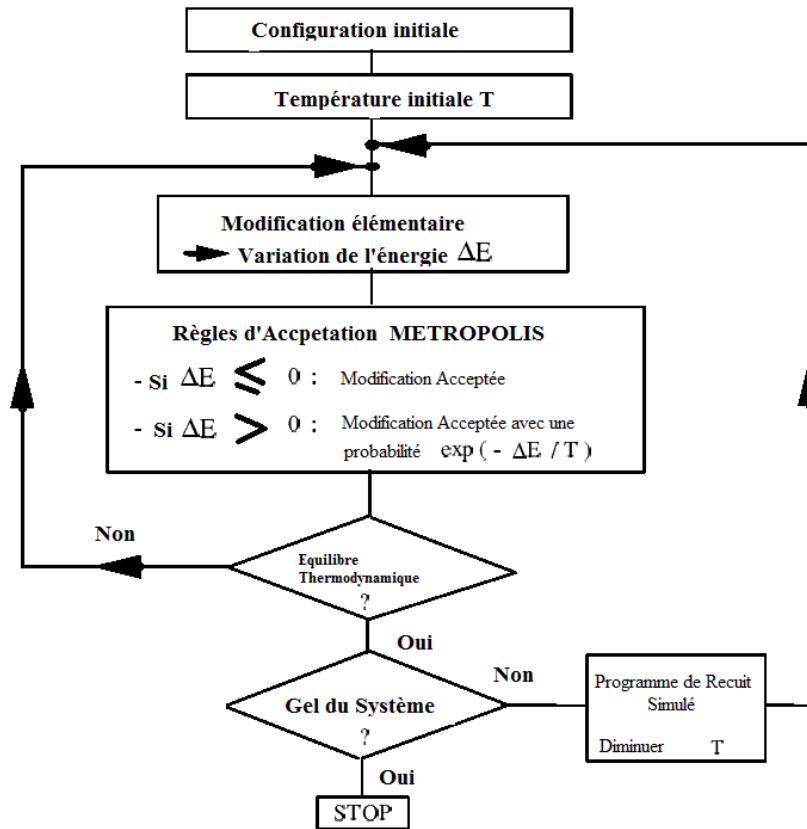 Configuration initiale
Température initiale T
Modification élémentaire
Variation de l'énergie ΔE
Règles d'Accpetation METROPOLIS
- Si ΔE ⩽ 0 : Modification Acceptée
- Si ΔE > 0 : Modification Acceptée avec une
probabilité exp ( - ΔE / T )
Non
Equilibre
Thermodynamique
?
Oui
Gel du Système
?
Non
Programme de Recuit
Simulé
Diminuer T
Oui
STOP